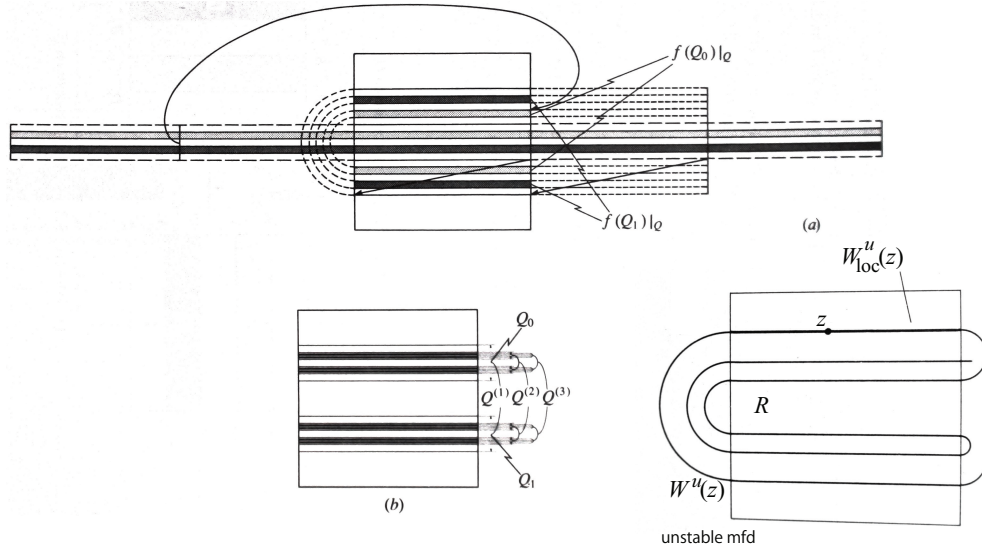 f(Q₀)|_Q
f(Q₁)|_Q
(a)
W^u_loc(z)
z
R
W^u(z)
unstable mfd
Q₀
Q⁽¹⁾ Q⁽²⁾ Q⁽³⁾
Q₁
(b)